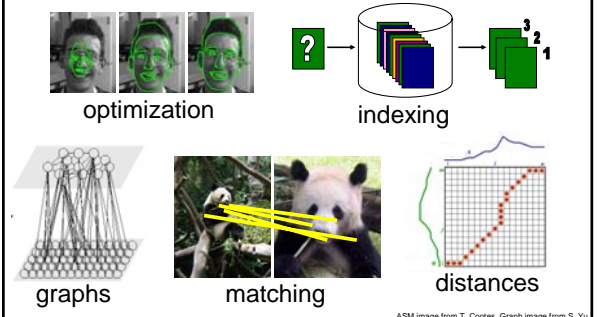 ?
3
2
1
optimization
indexing
graphs
matching
distances
ASM image from T. Cootes, Graph image from S. Yu